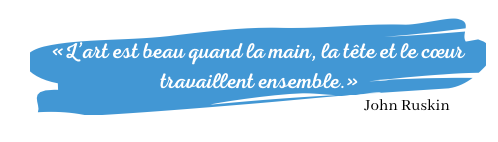 «L'art est beau quand la main, la tête et le cœur
travaillent ensemble.»
John Ruskin